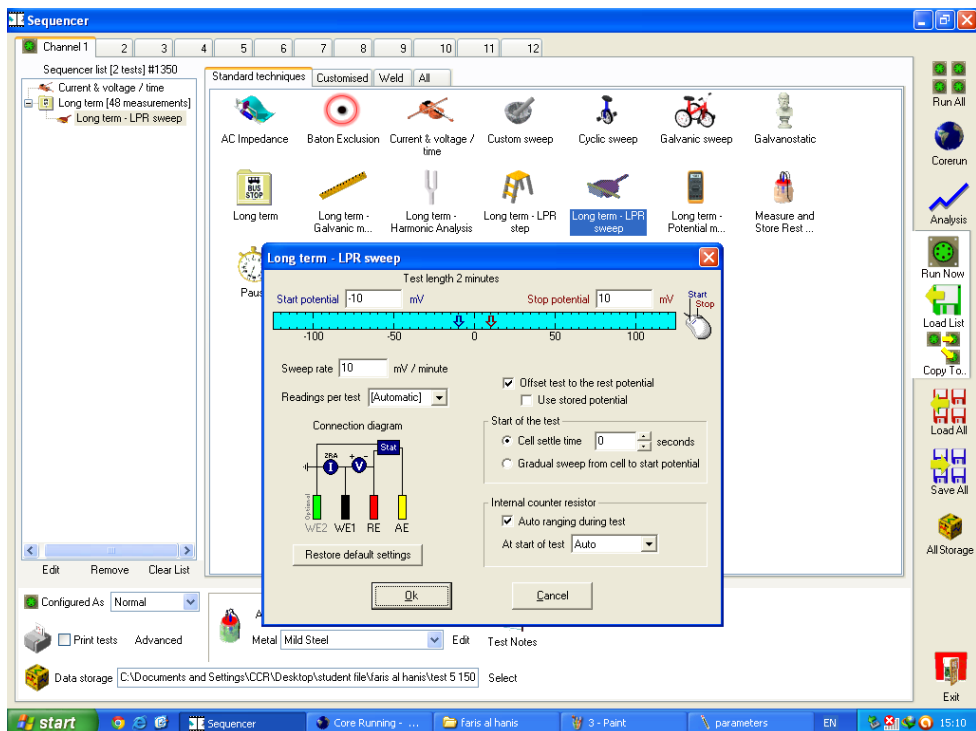 Sequencer
Channel 1 2 3 4 5 6 7 8 9 10 11 12
Sequencer list [2 tests] #1350
Current & voltage / time
Long term [48 measurements]
Long term - LPR sweep
Standard techniques Customised Weld All
AC Impedance Baton Exclusion Current & voltage / time Custom sweep Cyclic sweep Galvanic sweep Galvanostatic
BUS STOP
Long term Long term - Galvanic m... Long term - Harmonic Analysis Long term - LPR step Long term - LPR sweep Long term - Potential m... Measure and Store Rest ...
Long term - LPR sweep
Test length 2 minutes
Start potential -10 mV Stop potential 10 mV Start Stop
-100 -50 0 50 100
Sweep rate 10 mV / minute
Readings per test [Automatic]
Connection diagram
ZRA + - Stat
I V
Optional
WE2 WE1 RE AE
Restore default settings
Offset test to the rest potential
Use stored potential
Start of the test
Cell settle time 0 seconds
Gradual sweep from cell to start potential
Internal counter resistor
Auto ranging during test
At start of test Auto
Ok Cancel
Edit Remove Clear List
Configured As Normal
Print tests Advanced
Metal Mild Steel Edit Test Notes
Data storage C:\Documents and Settings\CCR\Desktop\student file\faris al hanis\test 5 150 Select
Run All
Corerun
Analysis
Run Now
Load List
Copy To..
Load All
Save All
All Storage
Exit
start Sequencer Core Running - ... faris al hanis 3 - Paint parameters EN 15:10